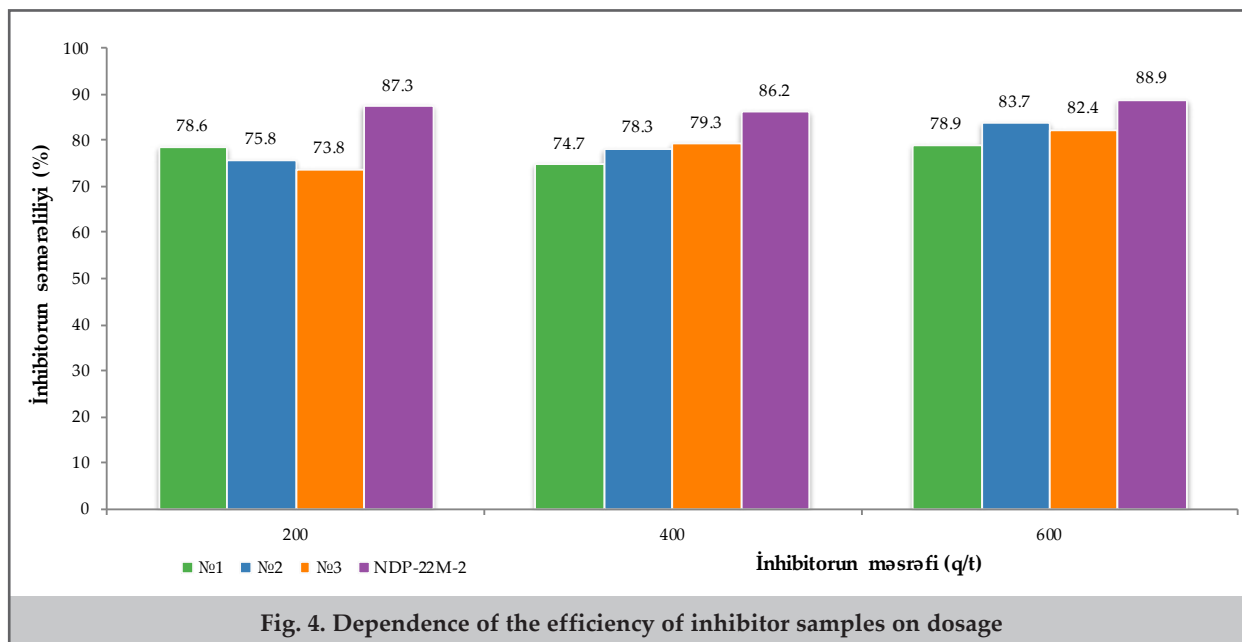 100
90
80
70
60
50
40
30
20
10
0
İnhibitorun səmərəliliyi (%)
78.6 75.8 73.8 87.3
74.7 78.3 79.3 86.2
78.9 83.7 82.4 88.9
200 400 600
№1 №2 №3 NDP-22M-2
İnhibitorun məsrəfi (q/t)
Fig. 4. Dependence of the efficiency of inhibitor samples on dosage